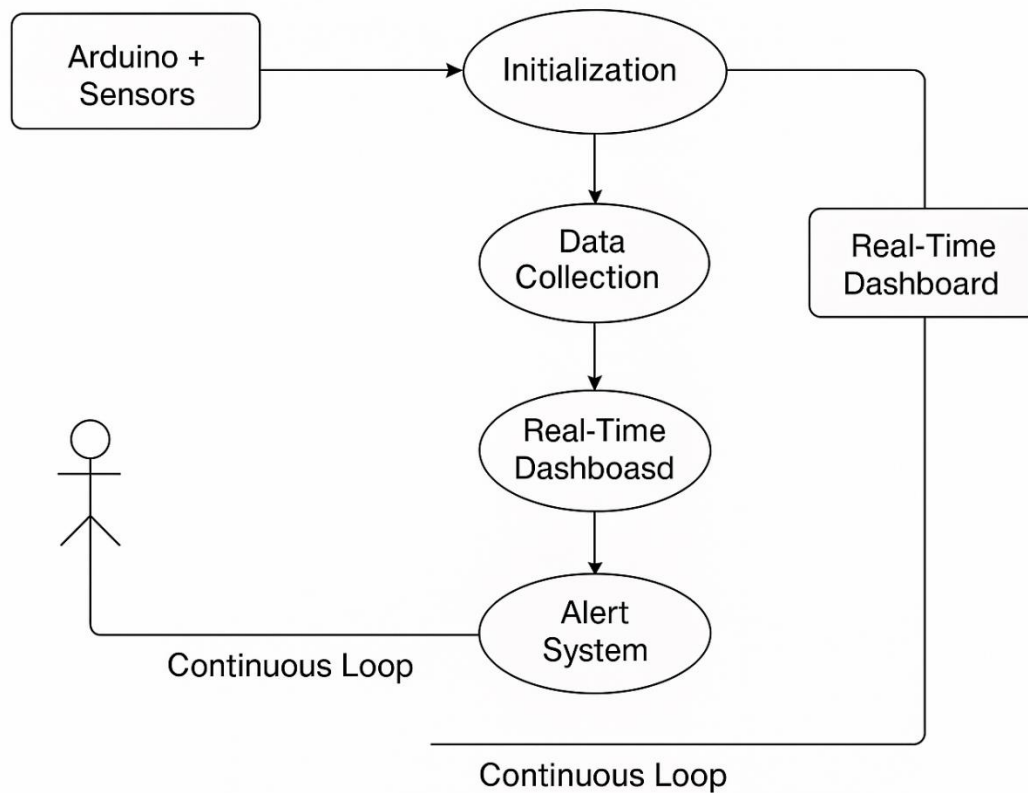 Arduino +
Sensors
Initialization
Data
Collection
Real-Time
Dashboard
Real-Time
Dashboasd
Alert
System
Continuous Loop
Continuous Loop